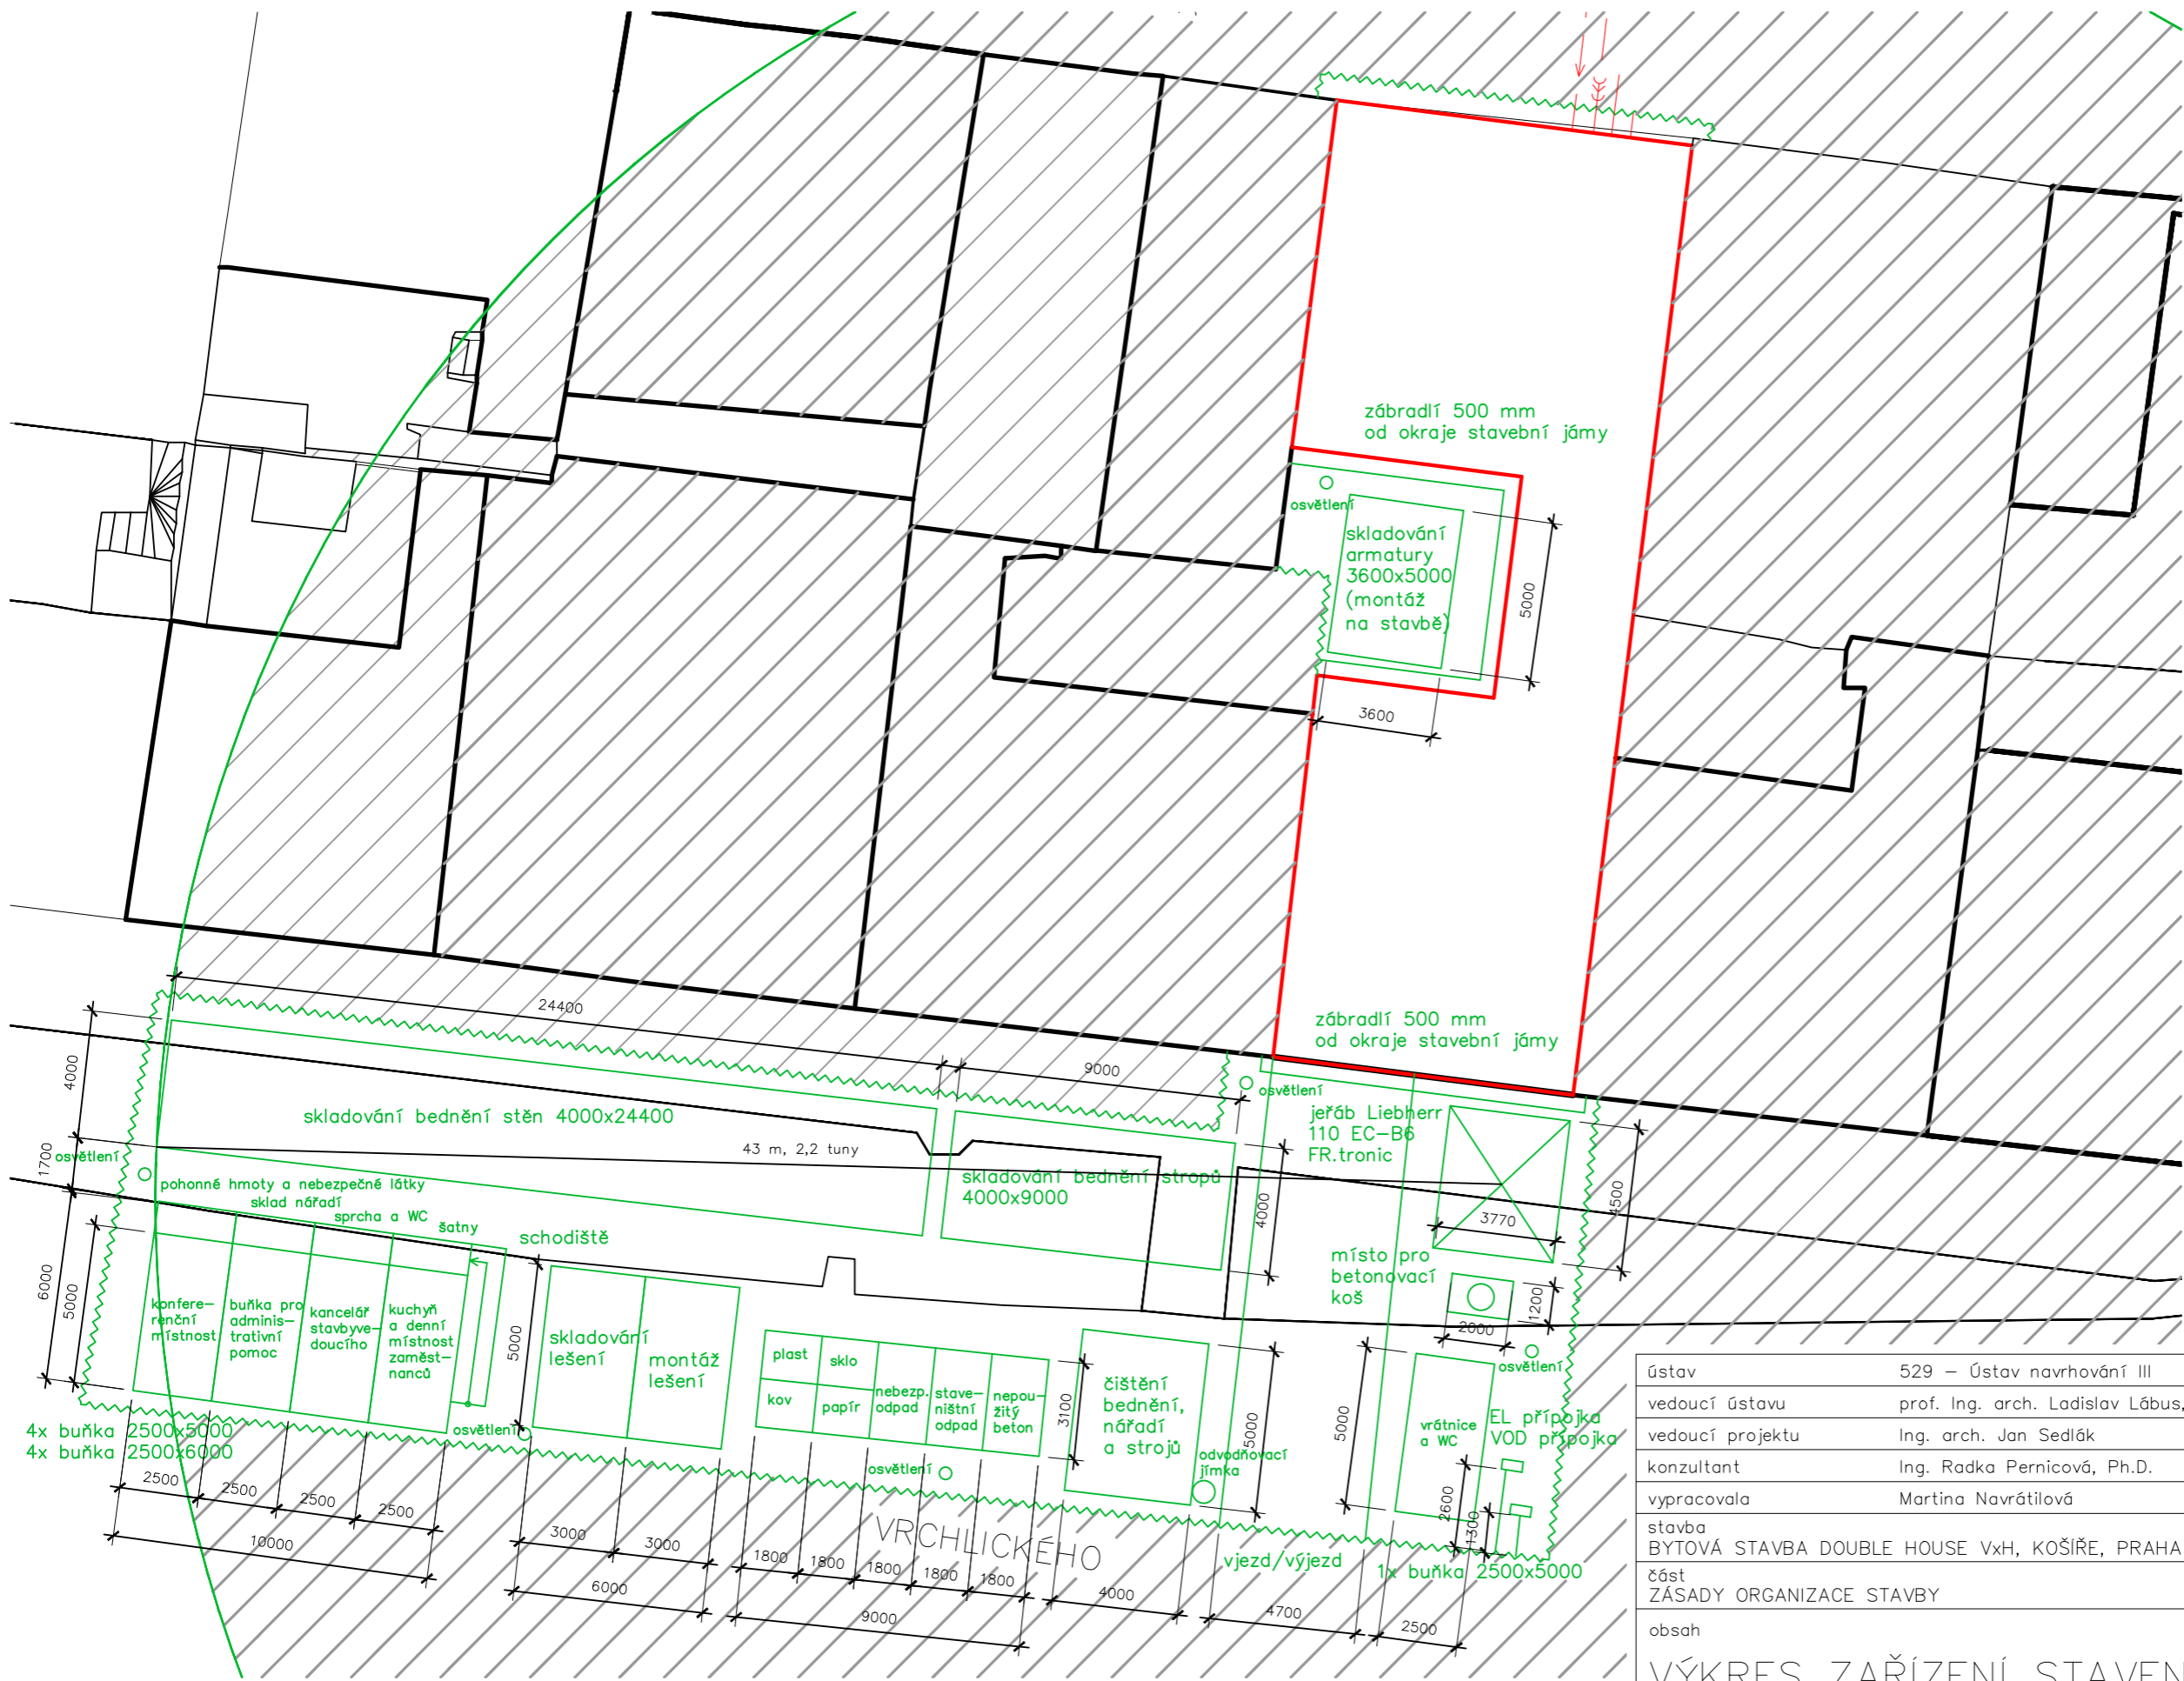 zábradlí 500 mm
od okraje stavební jámy
osvětlení
skladování
armatury
3600x5000
(montáž
na stavbě)
5000
3600
24400
9000
zábradlí 500 mm
od okraje stavební jámy
4000
1700
6000
5000
skladování bednění stěn 4000x24400
43 m, 2,2 tuny
skladování bednění stropů
4000x9000
4000
osvětlení
jeřáb Liebherr
110 EC-B6
FR.tronic
4500
3770
místo pro
betonovací
koš
1200
2000
osvětlení
osvětlení
pohonné hmoty a nebezpečné látky
sklad nářadí
sprcha a WC
šatny
schodiště
konfere-
renční
místnost
buňka pro
adminis-
trativní
pomoc
kancelář
stavbyve-
doucího
kuchyň
a denní
místnost
zaměst-
nanců
5000
skladování
lešení
montáž
lešení
plast
sklo
kov
papír
nebezp.
odpad
stave-
ništní
odpad
nepou-
žitý
beton
3100
čištění
bednění,
nářadí
a strojů
5000
odvodňovací
jímka
5000
vrátnice
a WC
EL přípojka
VOD přípojka
2600
1300
4x buňka 2500x5000
4x buňka 2500x6000
osvětlení
osvětlení
2500
2500
2500
2500
10000
3000
3000
6000
1800
1800
1800
1800
1800
9000
VRCHLICKÉHO
4000
vjezd/výjezd
4700
1x buňka 2500x5000
2500
ústav 529 – Ústav navrhování III
vedoucí ústavu prof. Ing. arch. Ladislav Lábus,
vedoucí projektu Ing. arch. Jan Sedlák
konzultant Ing. Radka Pernicová, Ph.D.
vypracovala Martina Navrátilová
stavba
BYTOVÁ STAVBA DOUBLE HOUSE VxH, KOŠÍŘE, PRAHA
část
ZÁSADY ORGANIZACE STAVBY
obsah
VÝKRES ZAŘÍZENÍ STAVEN